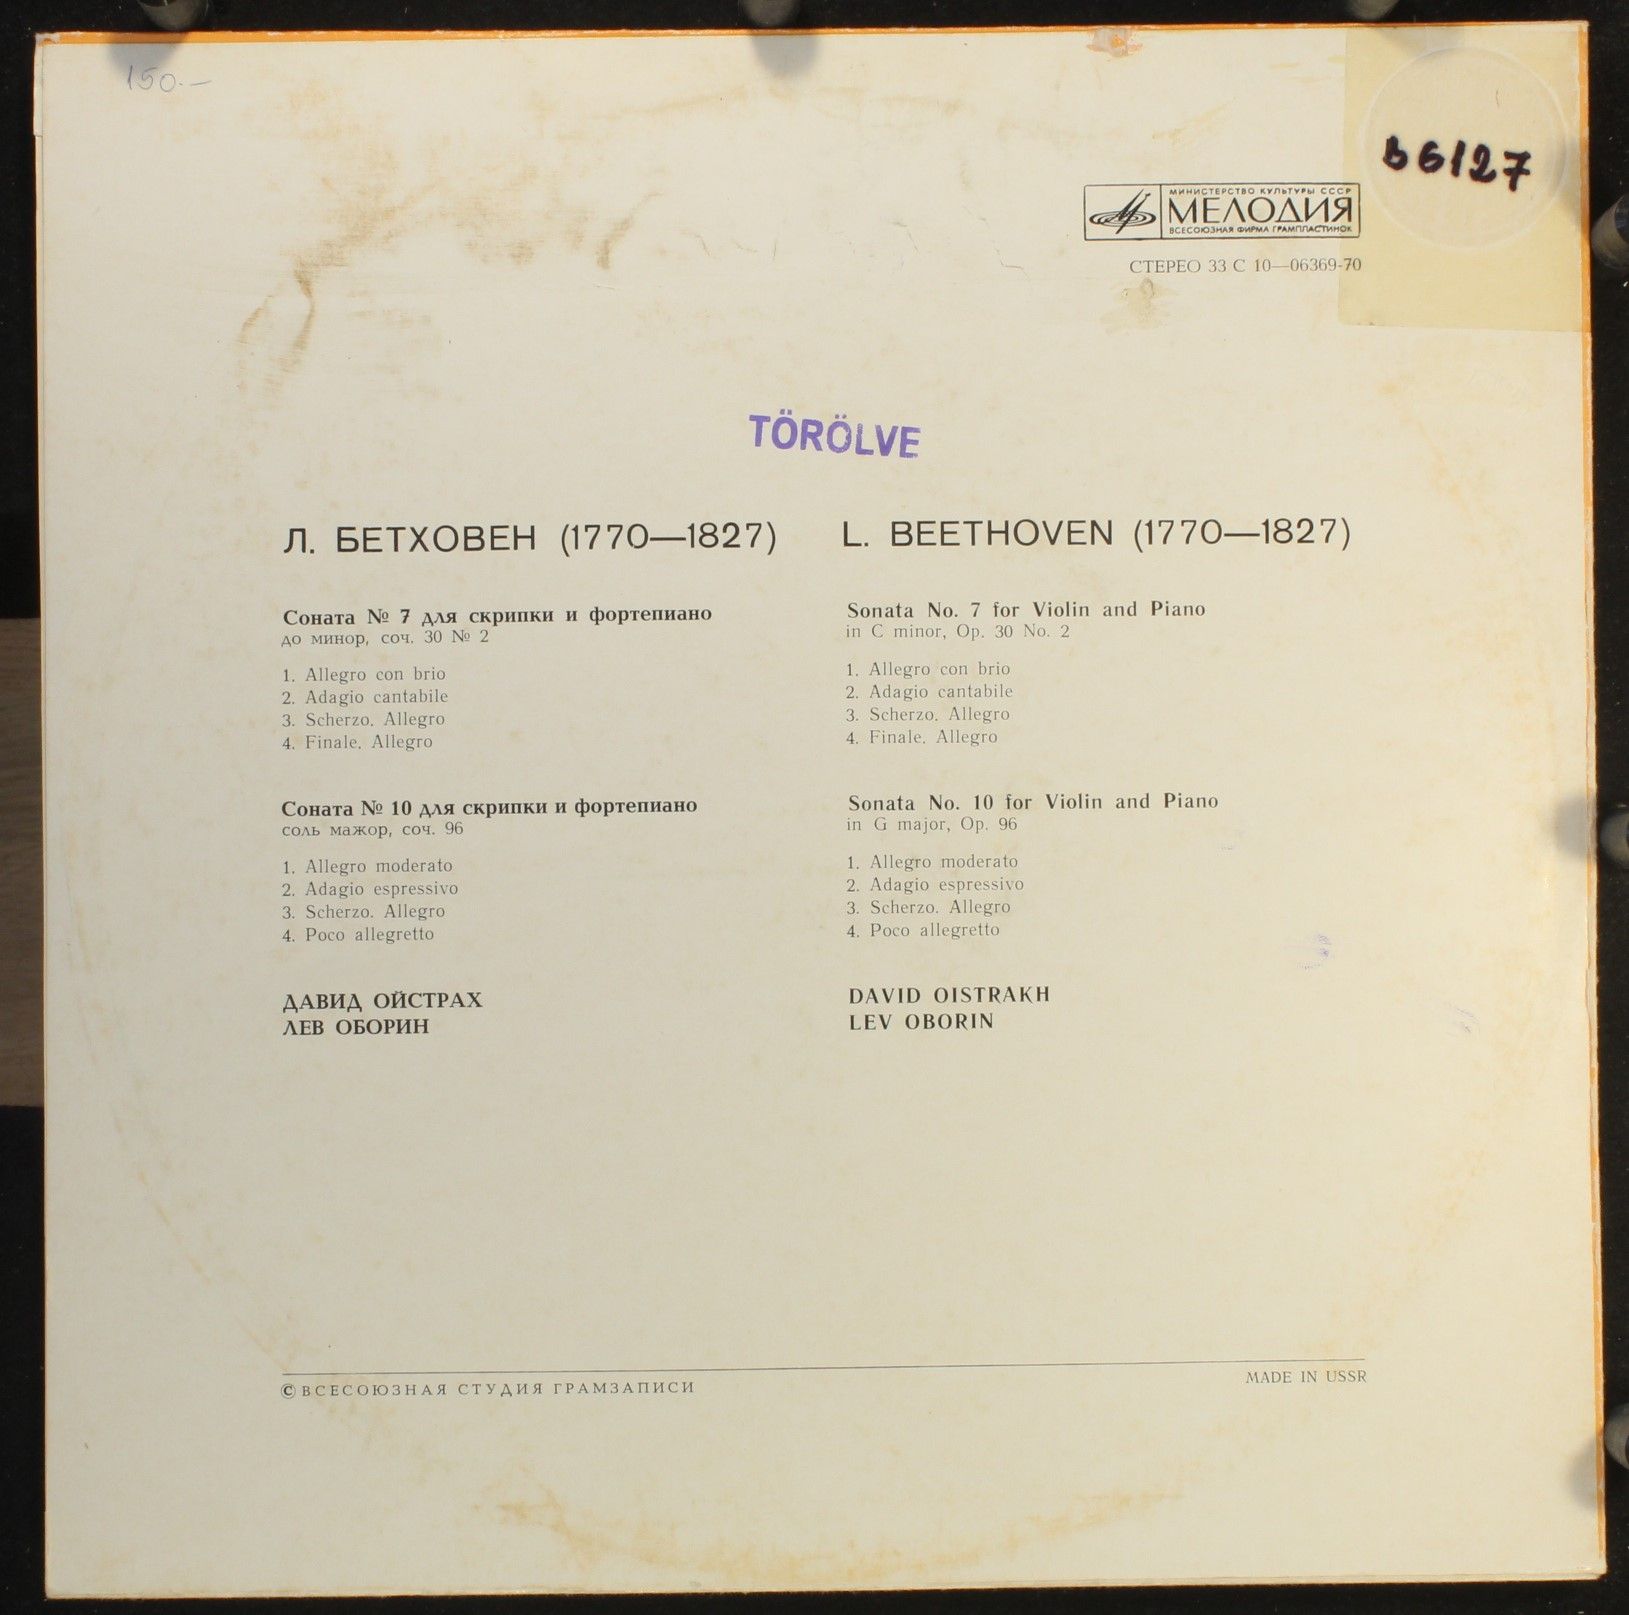 150.—
B6127
МИНИСТЕРСТВО КУЛЬТУРЫ СССР
МЕЛОДИЯ
ВСЕСОЮЗНАЯ ФИРМА ГРАМПЛАСТИНОК
СТЕРЕО 33 С 10—06369-70
TÖRÖLVE
Л. БЕТХОВЕН (1770—1827)
Соната № 7 для скрипки и фортепиано
до минор, соч. 30 № 2
1. Allegro con brio
2. Adagio cantabile
3. Scherzo. Allegro
4. Finale. Allegro
Соната № 10 для скрипки и фортепиано
соль мажор, соч. 96
1. Allegro moderato
2. Adagio espressivo
3. Scherzo. Allegro
4. Poco allegretto
ДАВИД ОЙСТРАХ
ЛЕВ ОБОРИН
L. BEETHOVEN (1770—1827)
Sonata No. 7 for Violin and Piano
in C minor, Op. 30 No. 2
1. Allegro con brio
2. Adagio cantabile
3. Scherzo. Allegro
4. Finale. Allegro
Sonata No. 10 for Violin and Piano
in G major, Op. 96
1. Allegro moderato
2. Adagio espressivo
3. Scherzo. Allegro
4. Poco allegretto
DAVID OISTRAKH
LEV OBORIN
© ВСЕСОЮЗНАЯ СТУДИЯ ГРАМЗАПИСИ
MADE IN USSR